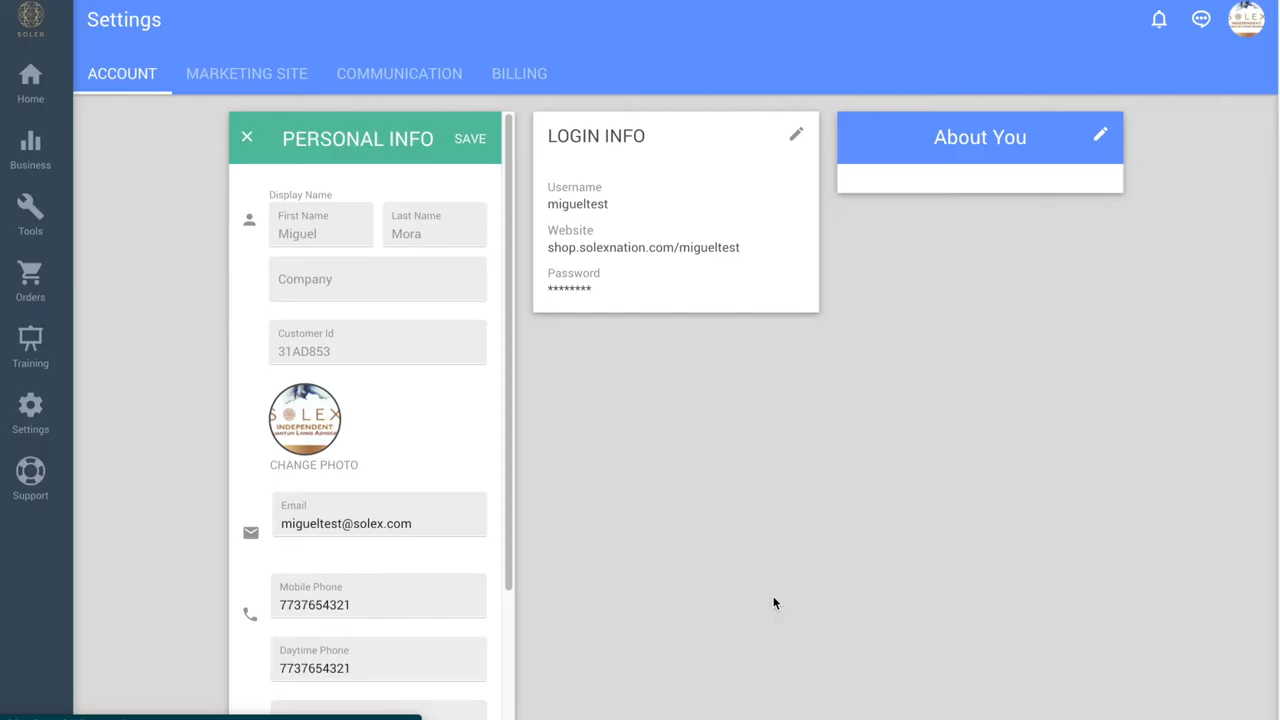 SOLEX
Settings
ACCOUNT
MARKETING SITE
COMMUNICATION
BILLING
Home
Business
Tools
Orders
Training
Settings
Support
PERSONAL INFO
SAVE
Display Name
First Name
Miguel
Last Name
Mora
Company
Customer Id
31AD853
SOLEX
INDEPENDENT
CHANGE PHOTO
Email
migueltest@solex.com
Mobile Phone
7737654321
Daytime Phone
7737654321
LOGIN INFO
Username
migueltest
Website
shop.solexnation.com/migueltest
Password
********
About You